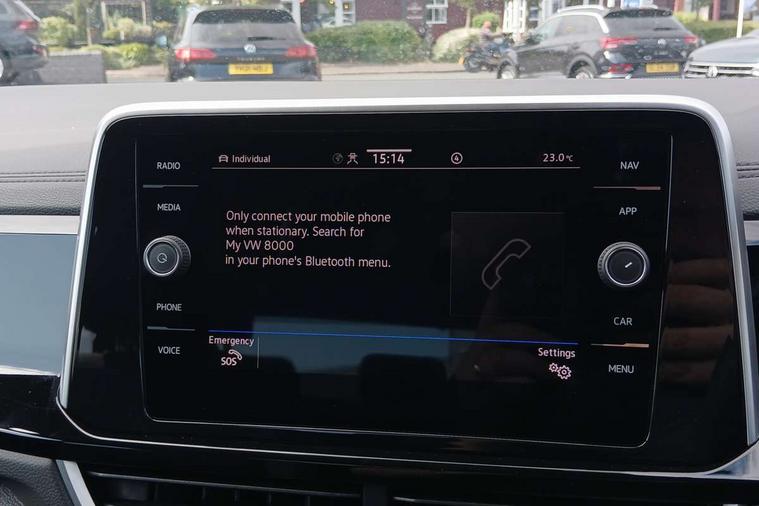 RADIO
MEDIA
PHONE
VOICE
Individual
15:14
4
23.0°C
Only connect your mobile phone
when stationary. Search for
My VW 8000
in your phone's Bluetooth menu.
Emergency
SOS
Settings
NAV
APP
CAR
MENU